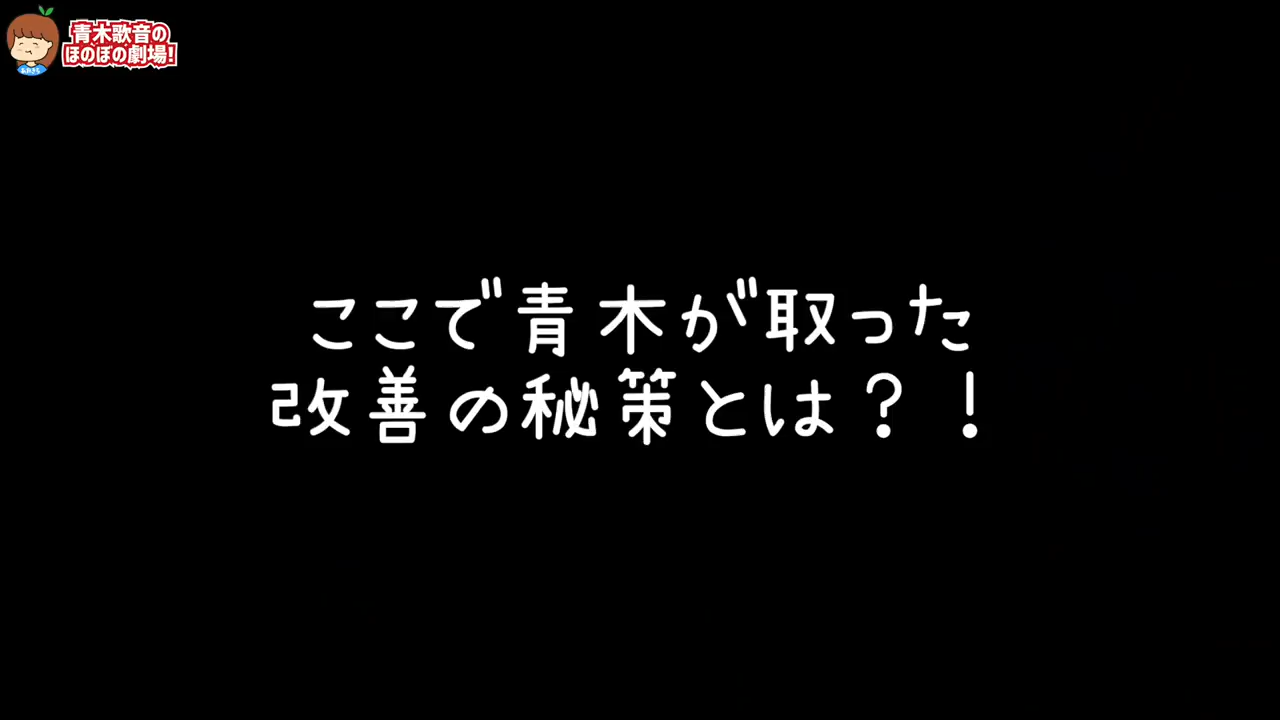 青木歌音の
ほのぼの劇場!
ここで青木が取った
改善の秘策とは？！